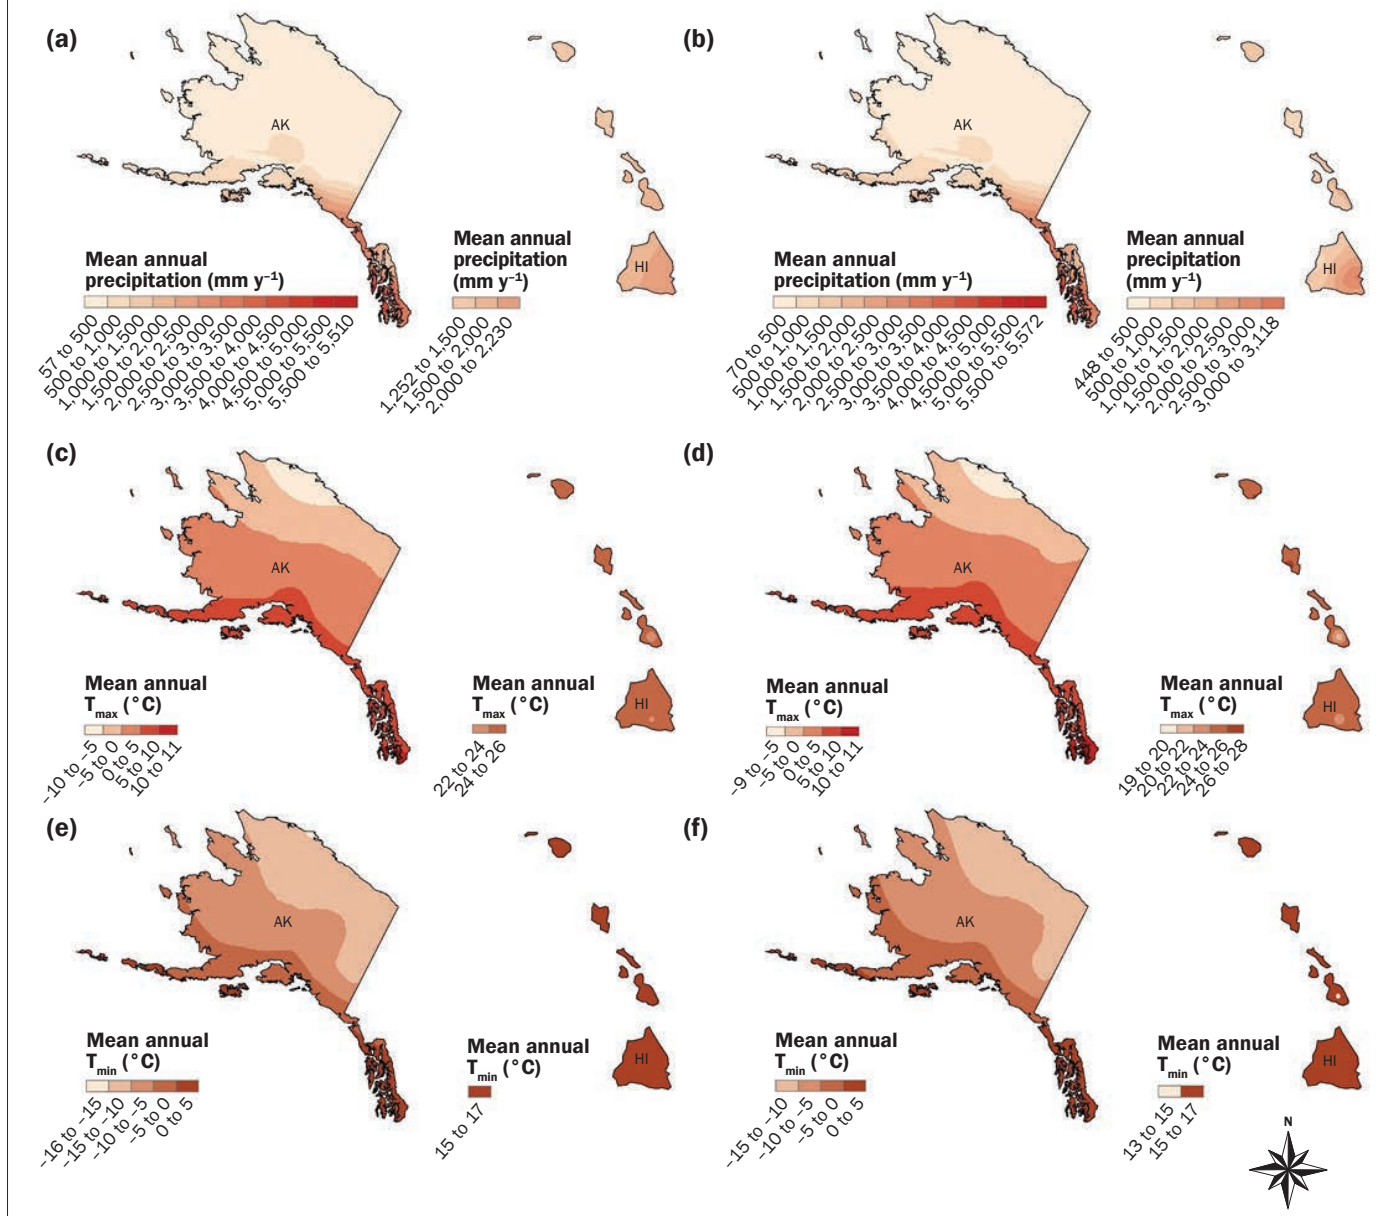 (a)
AK
Mean annual
precipitation (mm y⁻¹)
57 to 500
500 to 1,000
1,000 to 1,500
1,500 to 2,000
2,000 to 2,500
2,500 to 3,000
3,000 to 3,500
3,500 to 4,000
4,000 to 4,500
4,500 to 5,000
5,000 to 5,500
5,500 to 5,510
Mean annual
precipitation
(mm y⁻¹)
1,252 to 1,500
1,500 to 2,000
2,000 to 2,230
HI
(b)
AK
Mean annual
precipitation (mm y⁻¹)
70 to 500
500 to 1,000
1,000 to 1,500
1,500 to 2,000
2,000 to 2,500
2,500 to 3,000
3,000 to 3,500
3,500 to 4,000
4,000 to 4,500
4,500 to 5,000
5,000 to 5,500
5,500 to 5,572
Mean annual
precipitation
(mm y⁻¹)
448 to 500
500 to 1,000
1,000 to 1,500
1,500 to 2,000
2,000 to 2,500
2,500 to 3,000
3,000 to 3,118
HI
(c)
AK
Mean annual
Tmax (°C)
−10 to −5
−5 to 0
0 to 5
5 to 10
10 to 11
Mean annual
Tmax (°C)
22 to 24
24 to 26
HI
(d)
AK
Mean annual
Tmax (°C)
−9 to −5
−5 to 0
0 to 5
5 to 10
10 to 11
Mean annual
Tmax (°C)
19 to 20
20 to 22
22 to 24
24 to 26
26 to 28
HI
(e)
AK
Mean annual
Tmin (°C)
−16 to −15
−15 to −10
−10 to −5
−5 to 0
0 to 5
Mean annual
Tmin (°C)
15 to 17
HI
(f)
AK
Mean annual
Tmin (°C)
−15 to −10
−10 to −5
−5 to 0
0 to 5
Mean annual
Tmin (°C)
13 to 15
15 to 17
HI
N